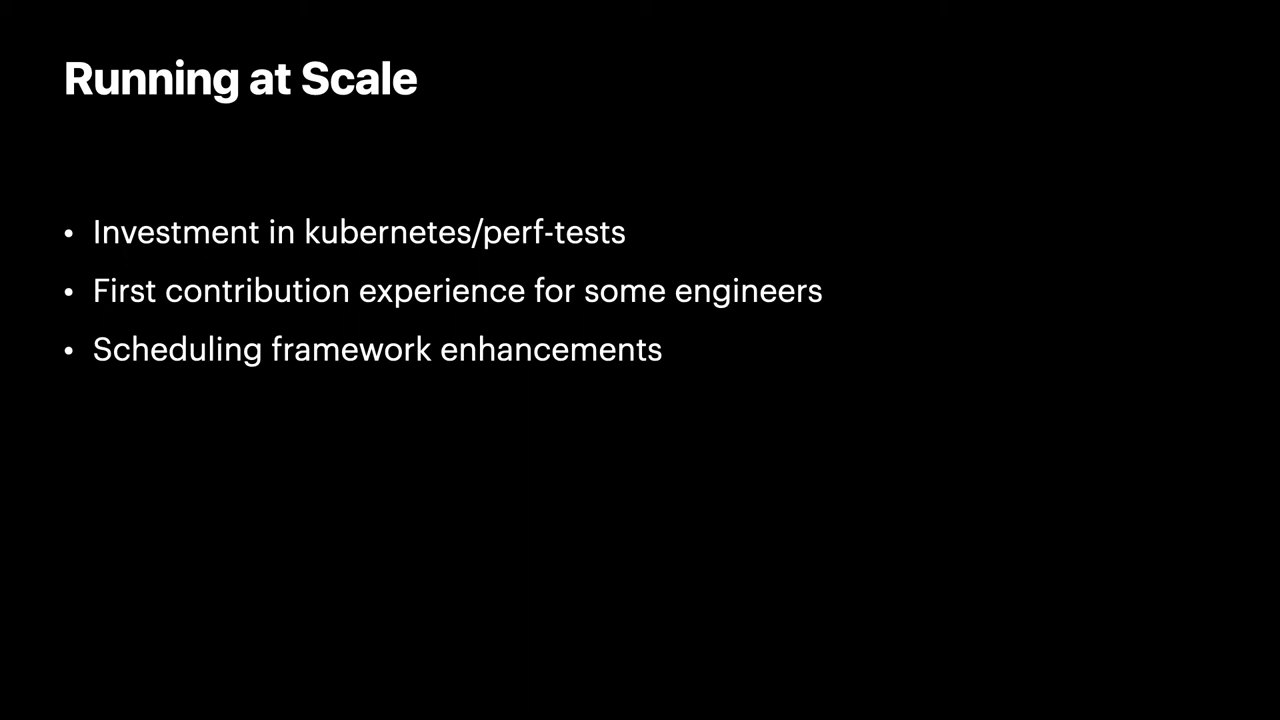 Running at Scale
• Investment in kubernetes/perf-tests
• First contribution experience for some engineers
• Scheduling framework enhancements